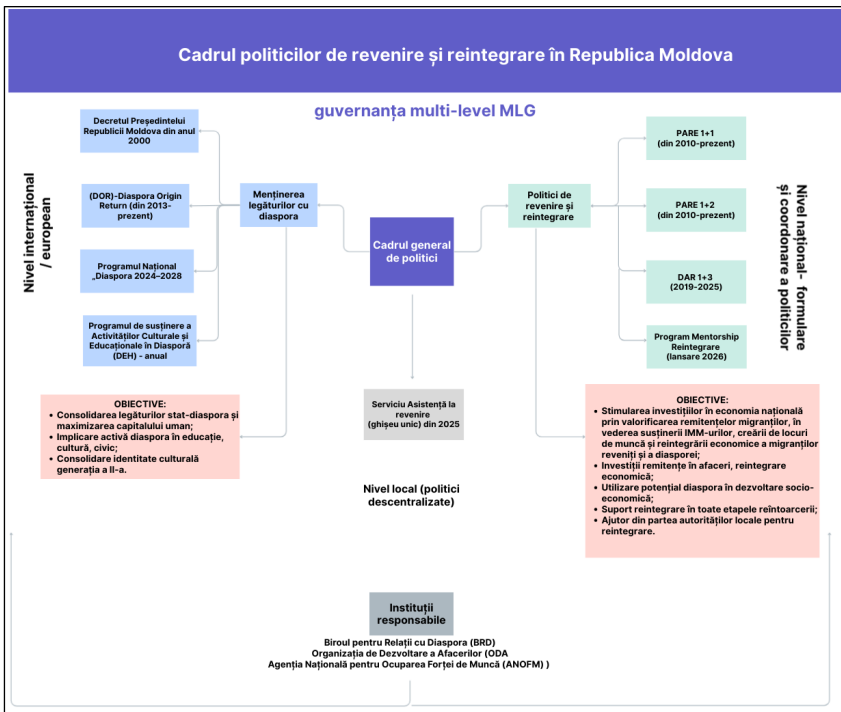 Cadrul politicilor de revenire și reintegrare în Republica Moldova
guvernanța multi-level MLG
Nivel internațional
/ european
Decretul Președintelui
Republicii Moldova din anul
2000
(DOR)-Diaspora Origin
Return (din 2013-
prezent)
Programul Național
„Diaspora 2024–2028
Programul de susținere a
Activităților Culturale și
Educaționale în Diasporă
(DEH) - anual
Menținerea
legăturilor cu
diaspora
Cadrul general
de politici
Politici de
revenire și
reintegrare
PARE 1+1
(din 2010-prezent)
PARE 1+2
(din 2010-prezent)
DAR 1+3
(2019-2025)
Program Mentorship
Reintegrare
(lansare 2026)
Nivel național- formulare
și coordonare a politicilor
OBIECTIVE:
• Consolidarea legăturilor stat-diaspora și
maximizarea capitalului uman;
• Implicare activă diaspora în educație,
cultură, civic;
• Consolidare identitate culturală
generația a II-a.
Serviciu Asistență la
revenire
(ghișeu unic) din 2025
Nivel local (politici
descentralizate)
OBIECTIVE:
• Stimularea investițiilor în economia națională
prin valorificarea remitențelor migranților, în
vederea susținerii IMM-urilor, creării de locuri
de muncă și reintegrării economice a migranților
reveniți și a diasporei;
• Investiții remitențe în afaceri, reintegrare
economică;
• Utilizare potențial diaspora în dezvoltare socio-
economică;
• Suport reintegrare în toate etapele reîntoarcerii;
• Ajutor din partea autorităților locale pentru
reintegrare.
Instituții
responsabile
Biroul pentru Relații cu Diaspora (BRD)
Organizația de Dezvoltare a Afacerilor (ODA
Agenția Națională pentru Ocuparea Forței de Muncă (ANOFM) )